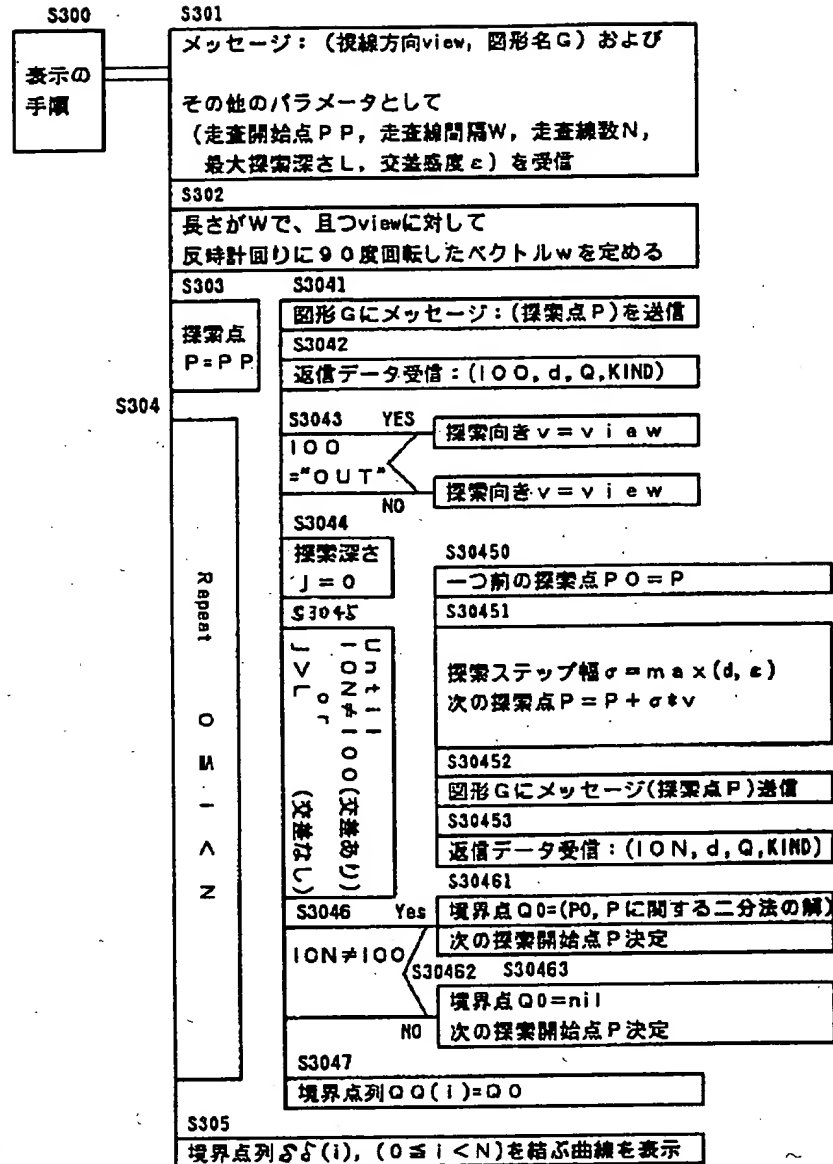 S300
表示の
手順
S301
メッセージ：（視線方向view，図形名G）および
その他のパラメータとして
（走査開始点PP，走査線間隔W，走査線数N，
最大探索深さL，交差感度ε）を受信
S302
長さがWで、且つviewに対して
反時計回りに90度回転したベクトルwを定める
S303
探索点
P=PP
S304
Repeat 0≦i<N
S3041
図形Gにメッセージ：(探索点P)を送信
S3042
返信データ受信：(IOO, d, Q,KIND)
S3043 YES
IOO
="OUT"
探索向きv=view
NO
探索向きv=view
S3044
探索深さ
J=0
S3045
Until
ION≠IOO(交差あり)
or
J>L (交差なし)
S30450
一つ前の探索点PO=P
S30451
探索ステップ幅σ=max(d, ε)
次の探索点P=P+σ*v
S30452
図形Gにメッセージ(探索点P)送信
S30453
返信データ受信：(ION, d, Q,KIND)
S3046 Yes
ION≠IOO
S30461
境界点Q0=(PO, Pに関する二分法の解)
次の探索開始点P決定
S30462 S30463
境界点Q0=nil
次の探索開始点P決定
NO
S3047
境界点列QQ(i)=Q0
S305
境界点列(i)，(0≦i<N)を結ぶ曲線を表示